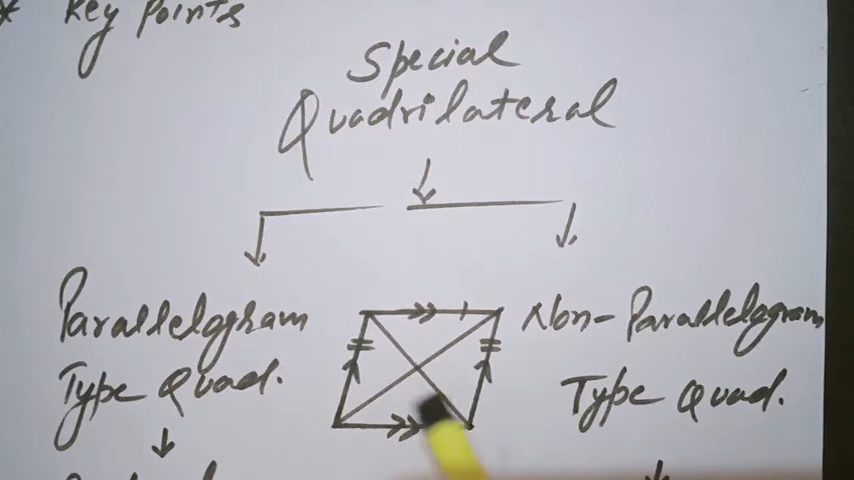 * Key Points
Special
Quadrilateral
Parallelogram
Type Quad.
Non-Parallelogram
Type Quad.